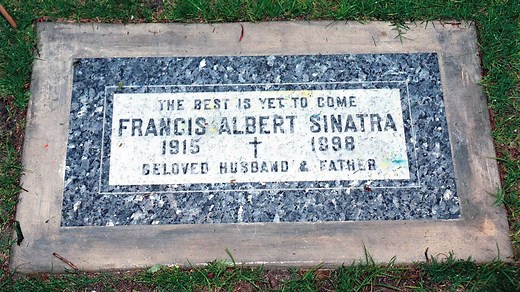 THE BEST IS YET TO COME
FRANCIS ALBERT SINATRA
1915 † 1998
BELOVED HUSBAND & FATHER